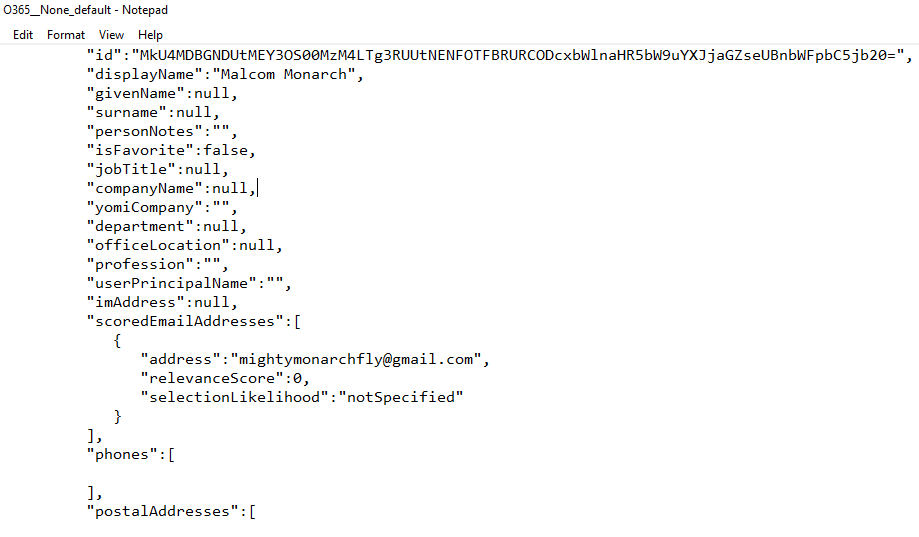 O365__None_default - Notepad
Edit Format View Help
"id":"MkU4MDBGNDUtMEY3OS00MzM4LTg3RUUtNENFOTFBRURCODcxbWlnaHR5bW9uYXJjaGZseUBnbWFpbC5jb20=",
"displayName":"Malcom Monarch",
"givenName":null,
"surname":null,
"personNotes":"",
"isFavorite":false,
"jobTitle":null,
"companyName":null,
"yomiCompany":"",
"department":null,
"officeLocation":null,
"profession":"",
"userPrincipalName":"",
"imAddress":null,
"scoredEmailAddresses":[
{
"address":"mightymonarchfly@gmail.com",
"relevanceScore":0,
"selectionLikelihood":"notSpecified"
}
],
"phones":[
],
"postalAddresses":[